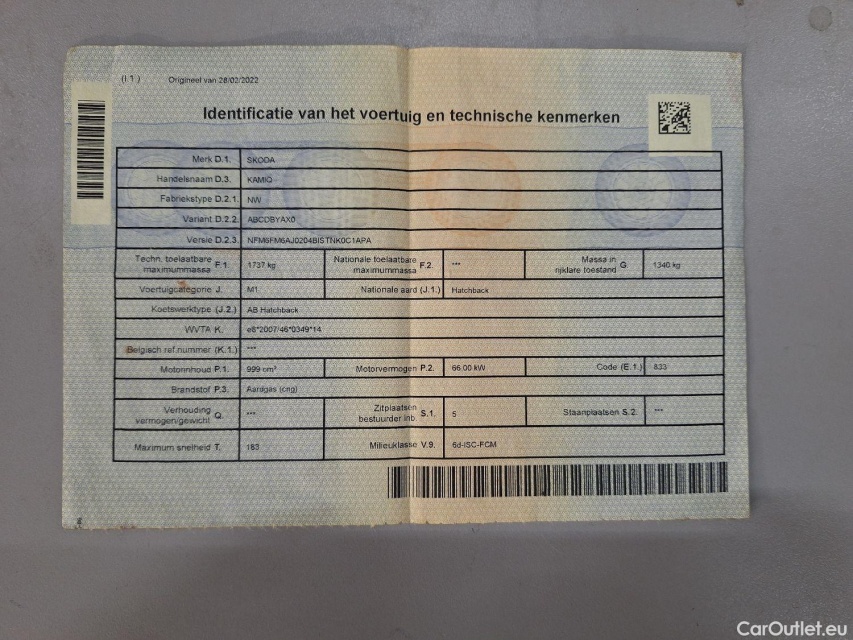 (I 1) Origineel van 28/02/2022
Identificatie van het voertuig en technische kenmerken
Merk D.1. SKODA
Handelsnaam D.3. KAMIQ
Fabriekstype D.2.1. NW
Variant D.2.2. ABCDBYAX0
Versie D.2.3. NFM6FM6AJ0204BISTNK0C1APA
Techn. toelaatbare maximummassa F.1. 1737 kg Nationale toelaatbare maximummassa F.2. *** Massa in rijklare toestand G 1340 kg
Voertuigcategorie J. M1 Nationale aard (J.1) Hatchback
Koetswerktype (J.2.) AB Hatchback
WVTA K. e8*2007/46*0349*14
Belgisch ref.nummer (K.1.) ***
Motorinhoud P.1. 999 cm³ Motorvermogen P.2. 66.00 kW Code (E.1.) 833
Brandstof P.3. Aardgas (cng)
Verhouding vermogen/gewicht Q. *** Zitplaatsen bestuurder inb. S.1. 5 Staanplaatsen S.2. ***
Maximum snelheid T. 183 Milieuklasse V.9. 6d-ISC-FCM
CarOutlet.eu